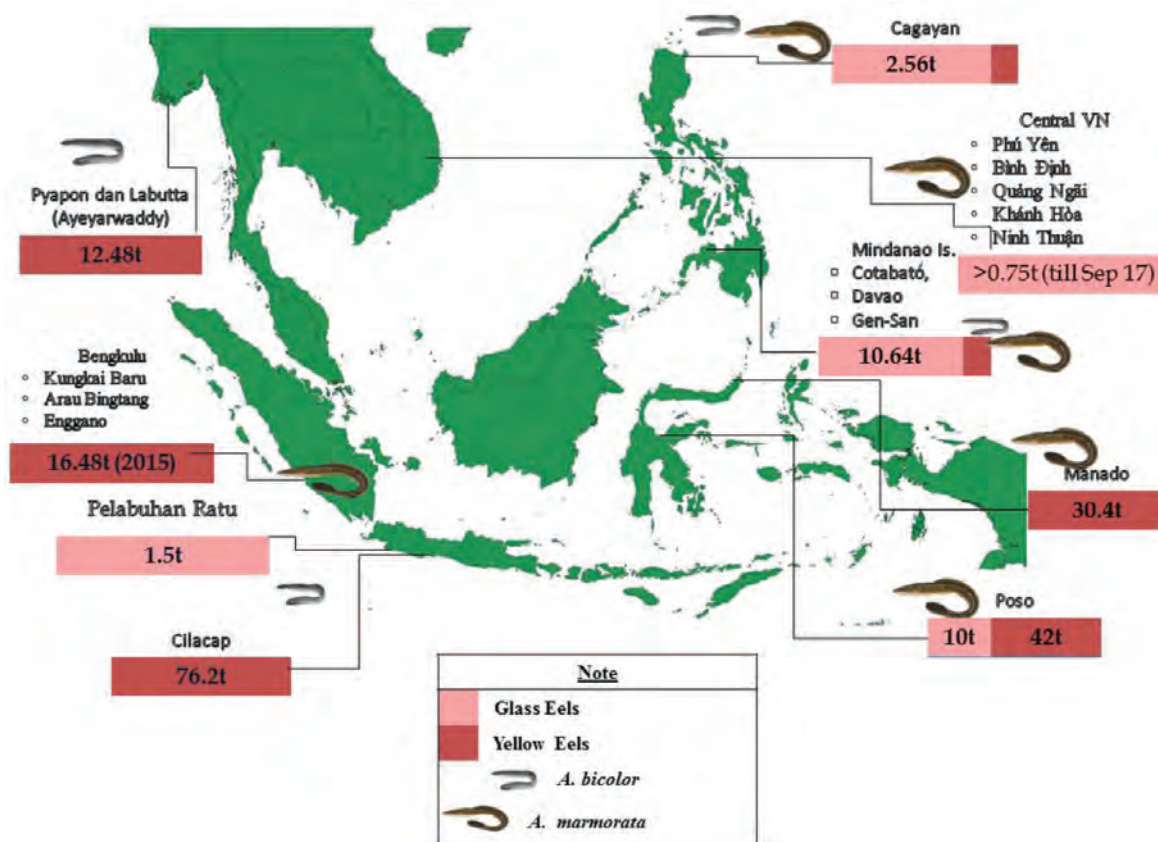 Cagayan
2.56t
Central VN
Phú Yên
Bình Định
Quảng Ngãi
Khánh Hòa
Ninh Thuận
>0.75t (till Sep 17)
Pyapon dan Labutta
(Ayeyarwaddy)
12.48t
Mindanao Is.
Cotabató,
Davao
Gen-San
10.64t
Bengkulu
Kungkai Baru
Arau Bingtang
Enggano
16.48t (2015)
Manado
30.4t
Pelabuhan Ratu
1.5t
Poso
10t 42t
Cilacap
76.2t
Note
Glass Eels
Yellow Eels
A. bicolor
A. marmorata